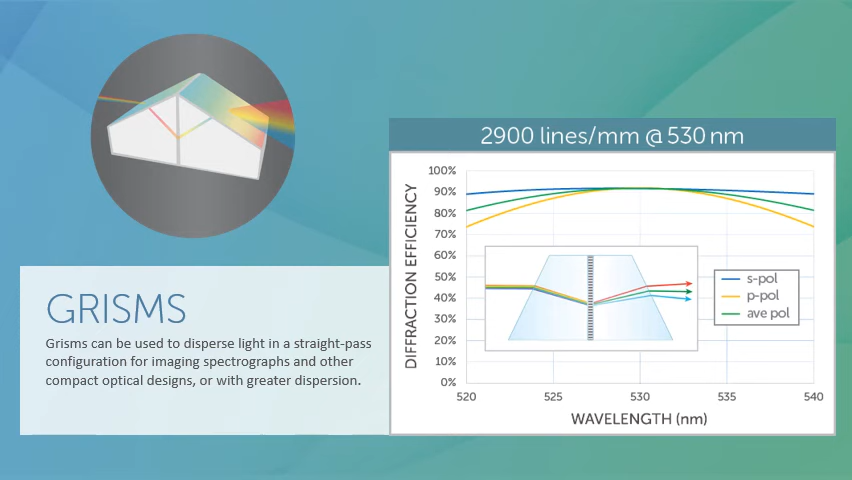 GRISMS
Grisms can be used to disperse light in a straight-pass
configuration for imaging spectrographs and other
compact optical designs, or with greater dispersion.
2900 lines/mm @ 530 nm
DIFFRACTION EFFICIENCY
100%
90%
80%
70%
60%
50%
40%
30%
20%
10%
0%
s-pol
p-pol
ave pol
520 525 530 535 540
WAVELENGTH (nm)